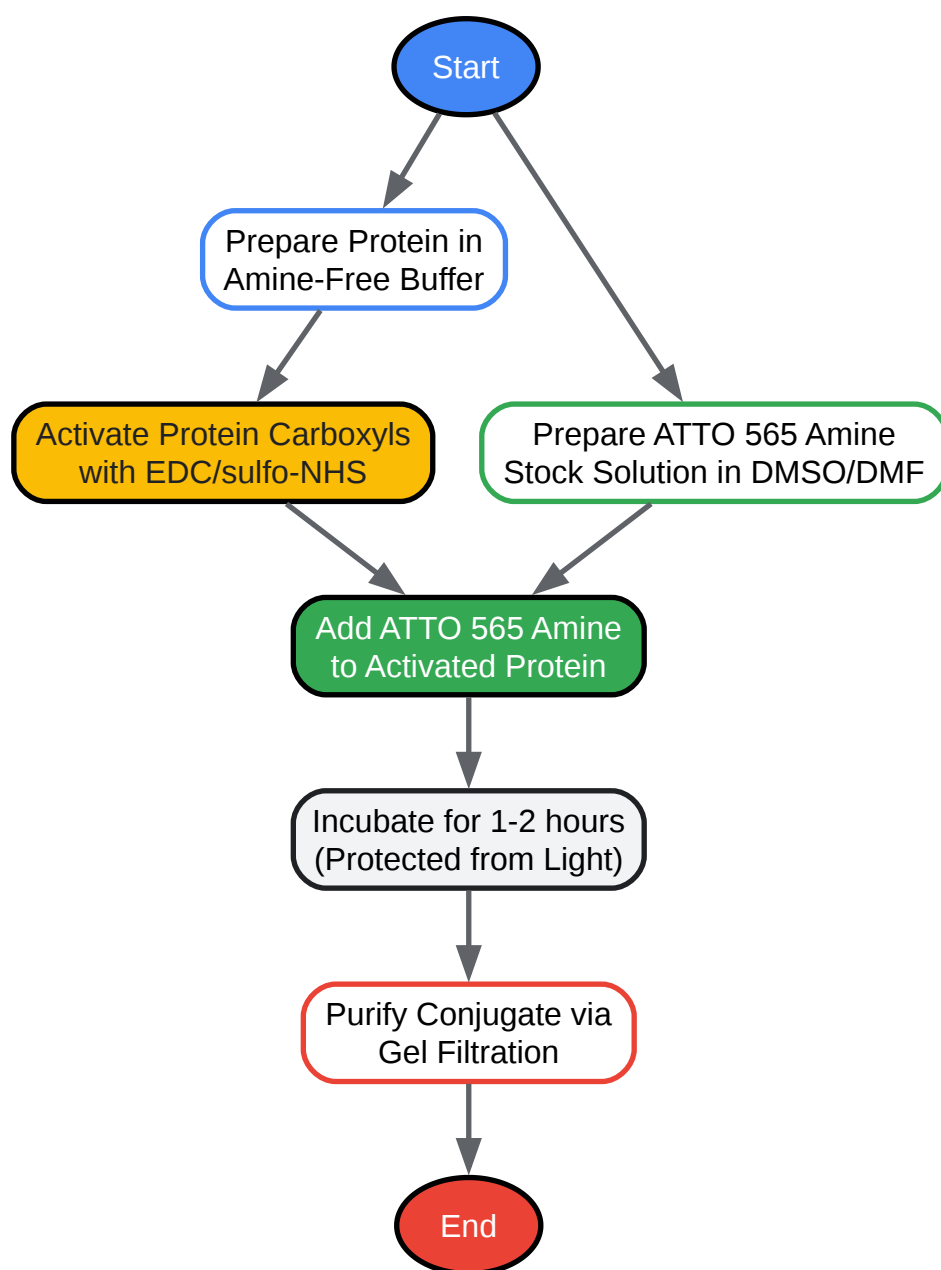 Start
Prepare Protein in
Amine-Free Buffer
Activate Protein Carboxyls
with EDC/sulfo-NHS
Prepare ATTO 565 Amine
Stock Solution in DMSO/DMF
Add ATTO 565 Amine
to Activated Protein
Incubate for 1-2 hours
(Protected from Light)
Purify Conjugate via
Gel Filtration
End